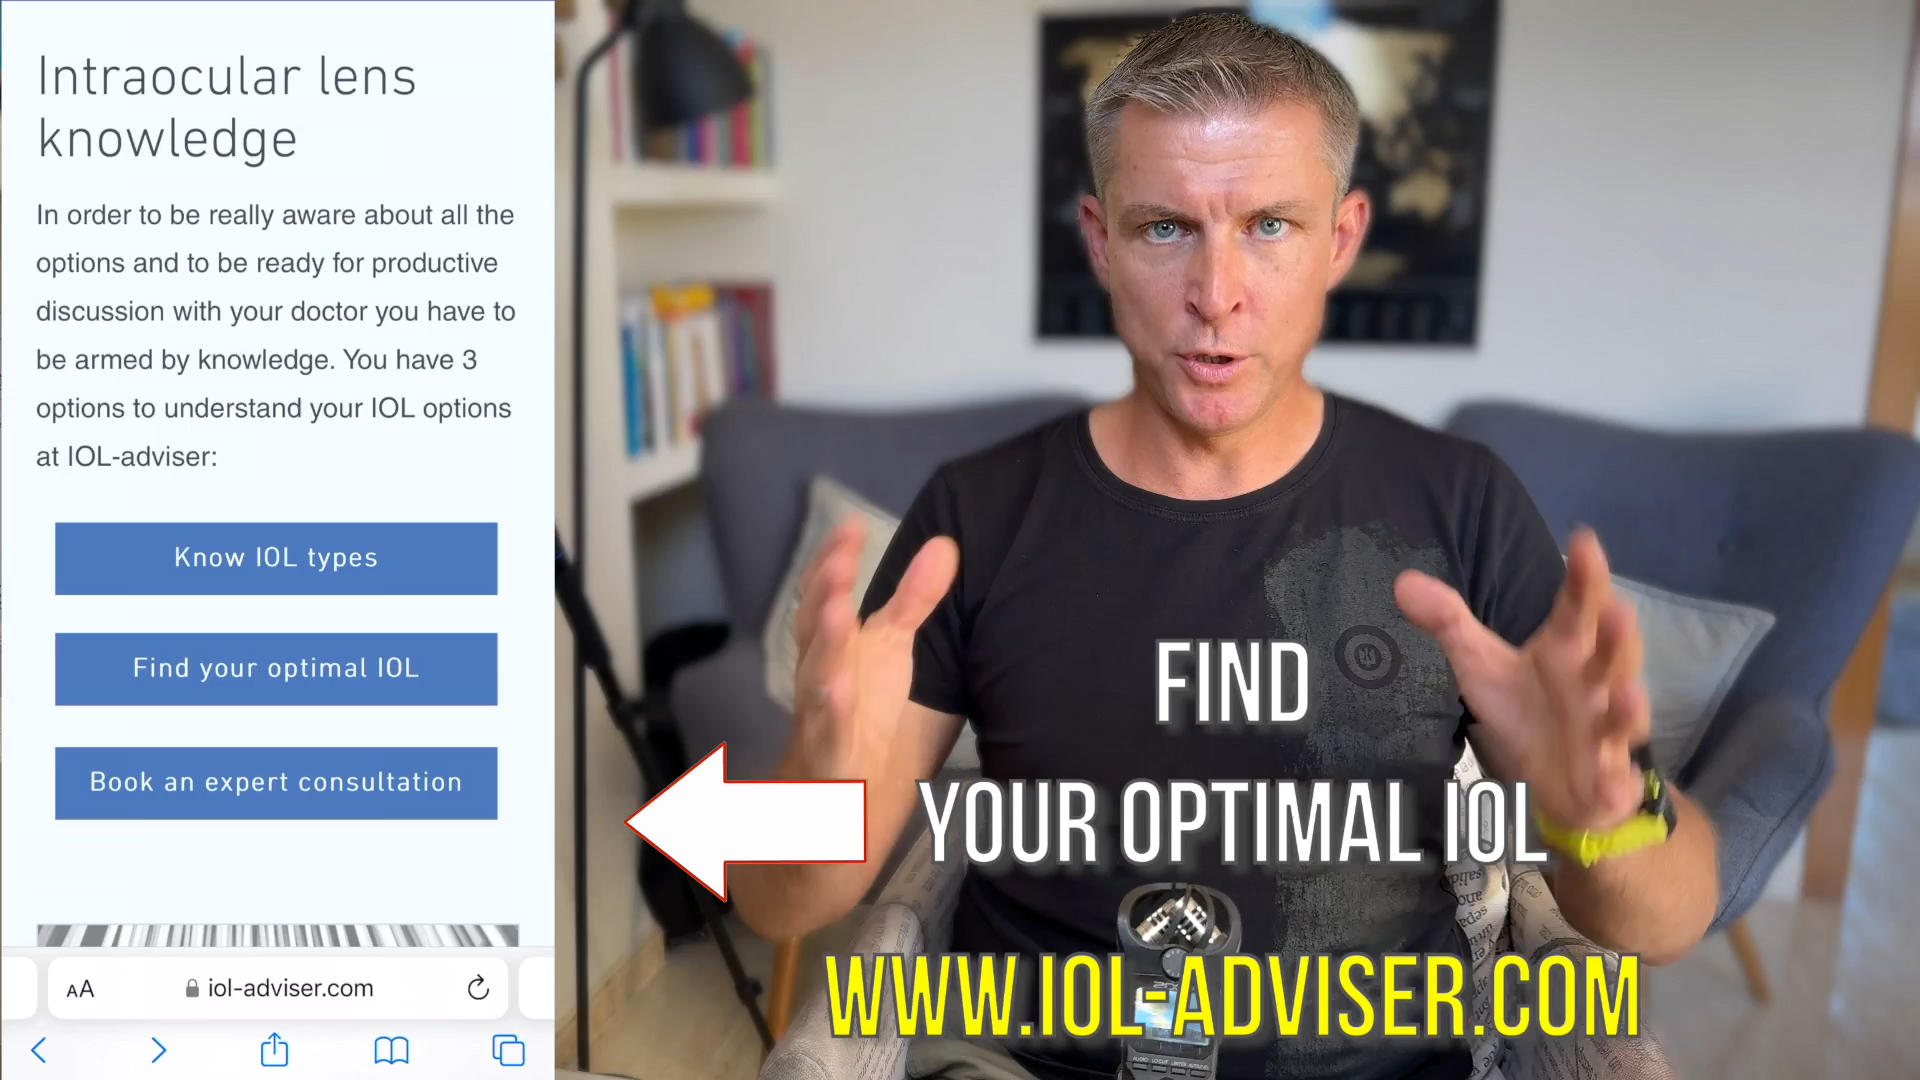 Intraocular lens
knowledge
In order to be really aware about all the
options and to be ready for productive
discussion with your doctor you have to
be armed by knowledge. You have 3
options to understand your IOL options
at IOL-adviser:
Know IOL types
Find your optimal IOL
Book an expert consultation
AA iol-adviser.com
FIND
YOUR OPTIMAL IOL
WWW.IOL-ADVISER.COM
salida
año